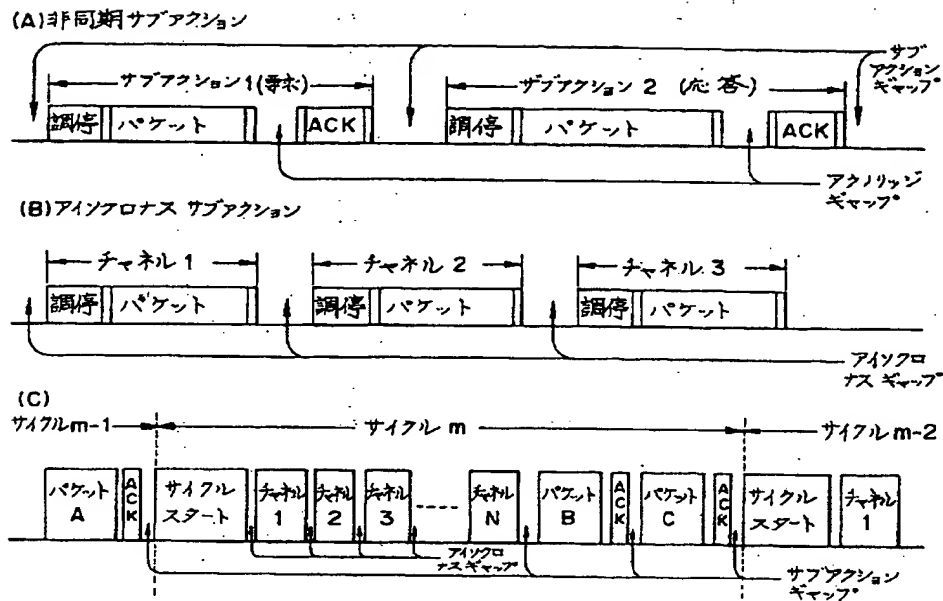 (A)非同期サブアクション
サブ
アクション
ギャップ
サブアクション1(要求)
サブアクション 2 (応答)
調停 パケット ACK 調停 パケット ACK
アクノリッジ
ギャップ
(B)アイソクロナス サブアクション
チャネル 1 チャネル 2 チャネル 3
調停 パケット 調停 パケット 調停 パケット
アイソクロ
ナス ギャップ
(C)
サイクルm-1 サイクル m サイクル m-2
パケット A ACK サイクル スタート チャネル 1 チャネル 2 チャネル 3 チャネル N パケット B ACK パケット C ACK サイクル スタート チャネル 1
アイソクロ
ナスギャップ
サブアクション
ギャップ